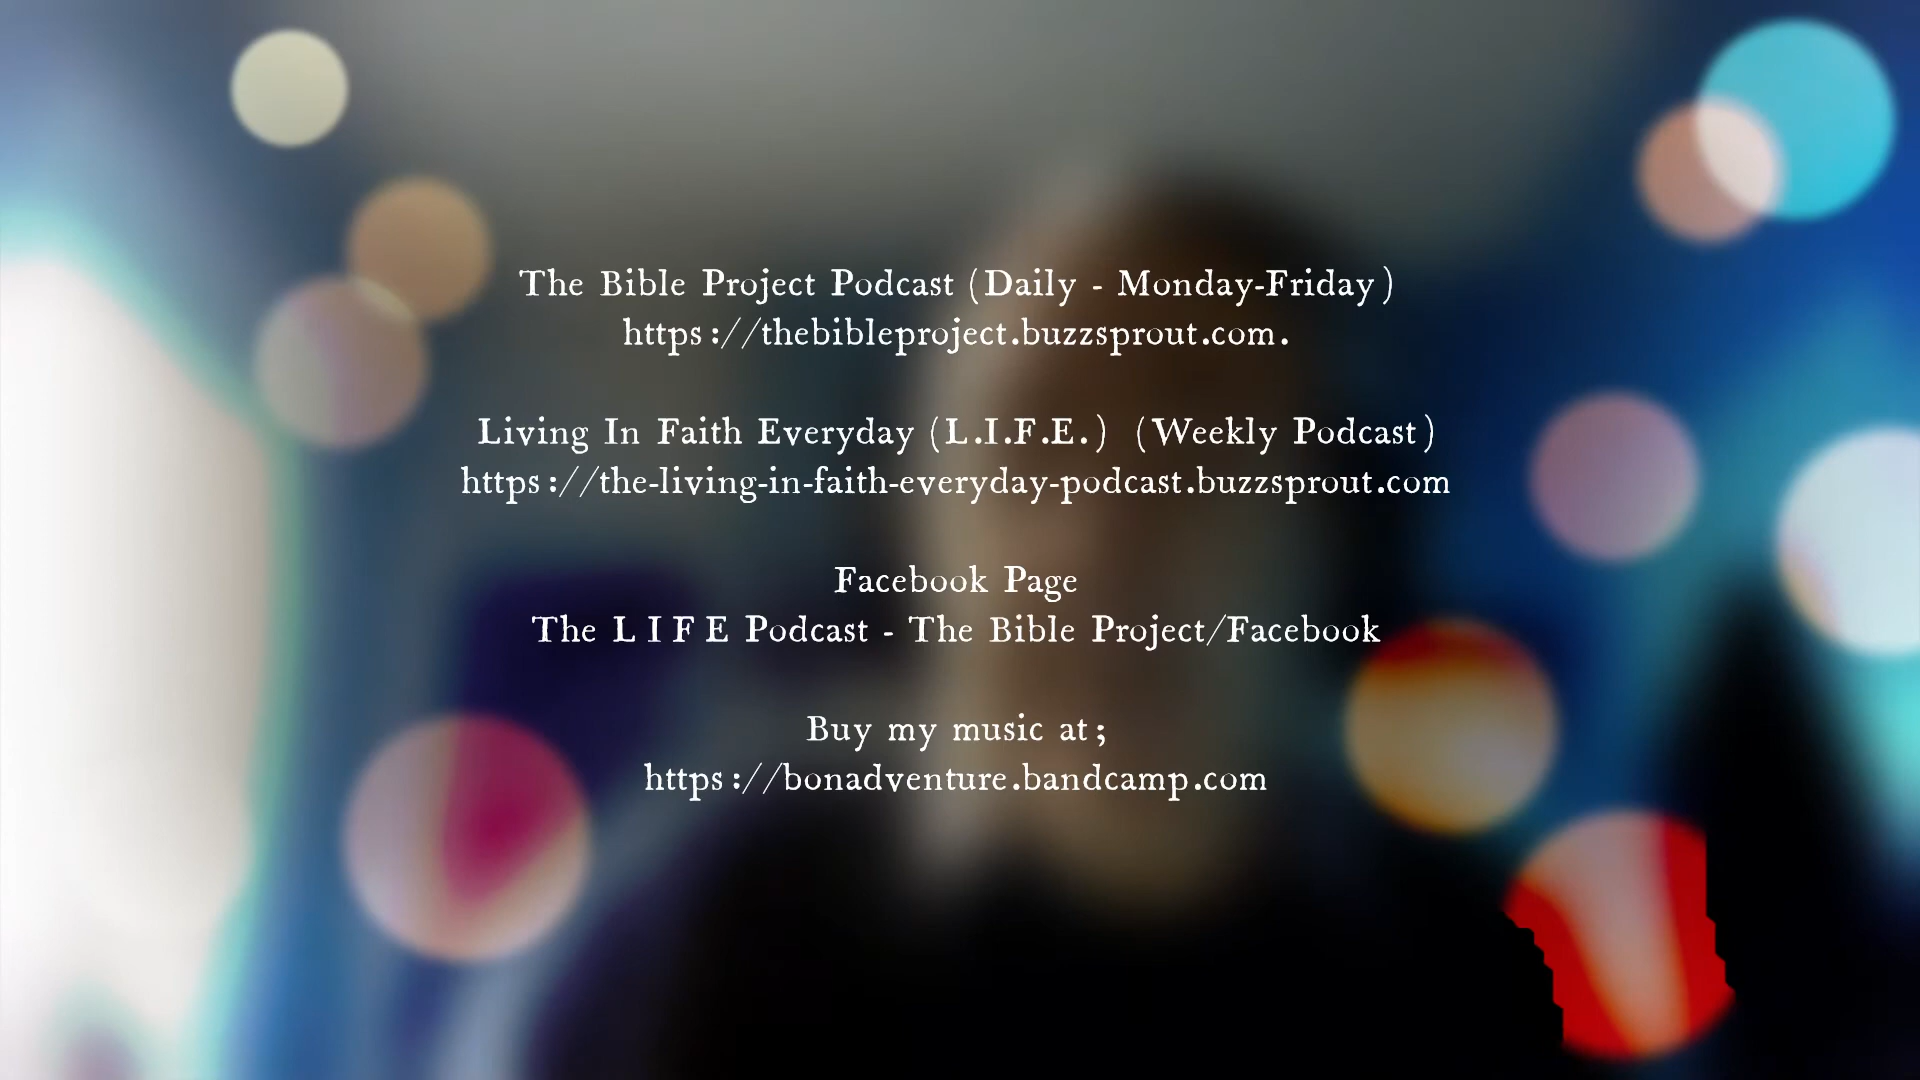 The Bible Project Podcast (Daily - Monday-Friday)
https://thebibleproject.buzzsprout.com.
Living In Faith Everyday (L.I.F.E.) (Weekly Podcast)
https://the-living-in-faith-everyday-podcast.buzzsprout.com
Facebook Page
The L I F E Podcast - The Bible Project/Facebook
Buy my music at;
https://bonadventure.bandcamp.com